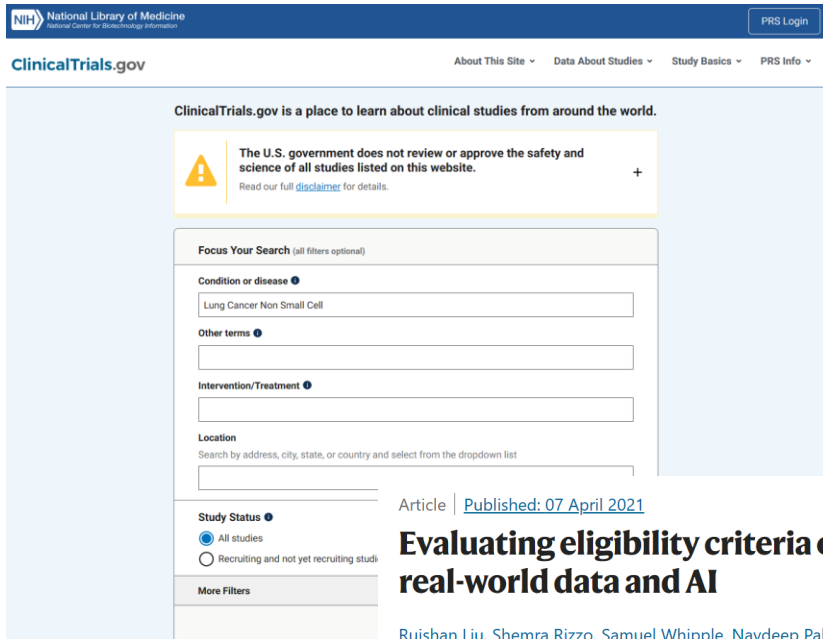 NIH National Library of Medicine
National Center for Biotechnology Information
PRS Login
ClinicalTrials.gov
About This Site
Data About Studies
Study Basics
PRS Info
ClinicalTrials.gov is a place to learn about clinical studies from around the world.
The U.S. government does not review or approve the safety and
science of all studies listed on this website.
+
Read our full disclaimer for details.
Focus Your Search (all filters optional)
Condition or disease
Lung Cancer Non Small Cell
Other terms
Intervention/Treatment
Location
Search by address, city, state, or country and select from the dropdown list
Study Status
All studies
Recruiting and not yet recruiting studi
More Filters
Article | Published: 07 April 2021
Evaluating eligibility criteria
real-world data and AI
Ruishan Liu, Shemra Rizzo, Samuel Whipple, Navdeep Pal